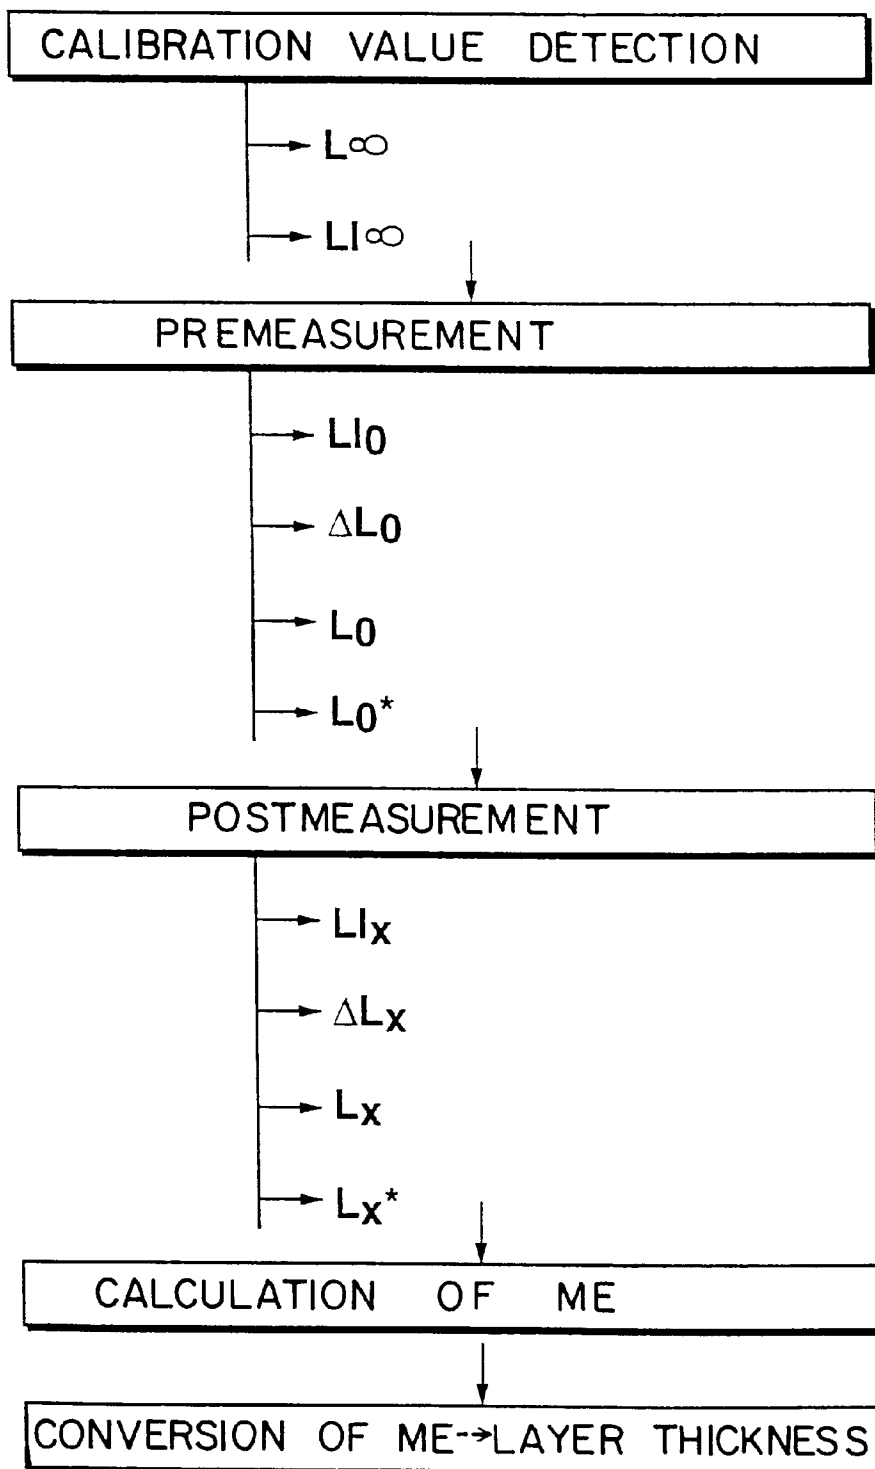 CALIBRATION VALUE DETECTION
L∞
LI∞
PREMEASUREMENT
LI0
ΔL0
L0
L0*
POSTMEASUREMENT
LIX
ΔLX
LX
LX*
CALCULATION OF ME
CONVERSION OF ME→LAYER THICKNESS